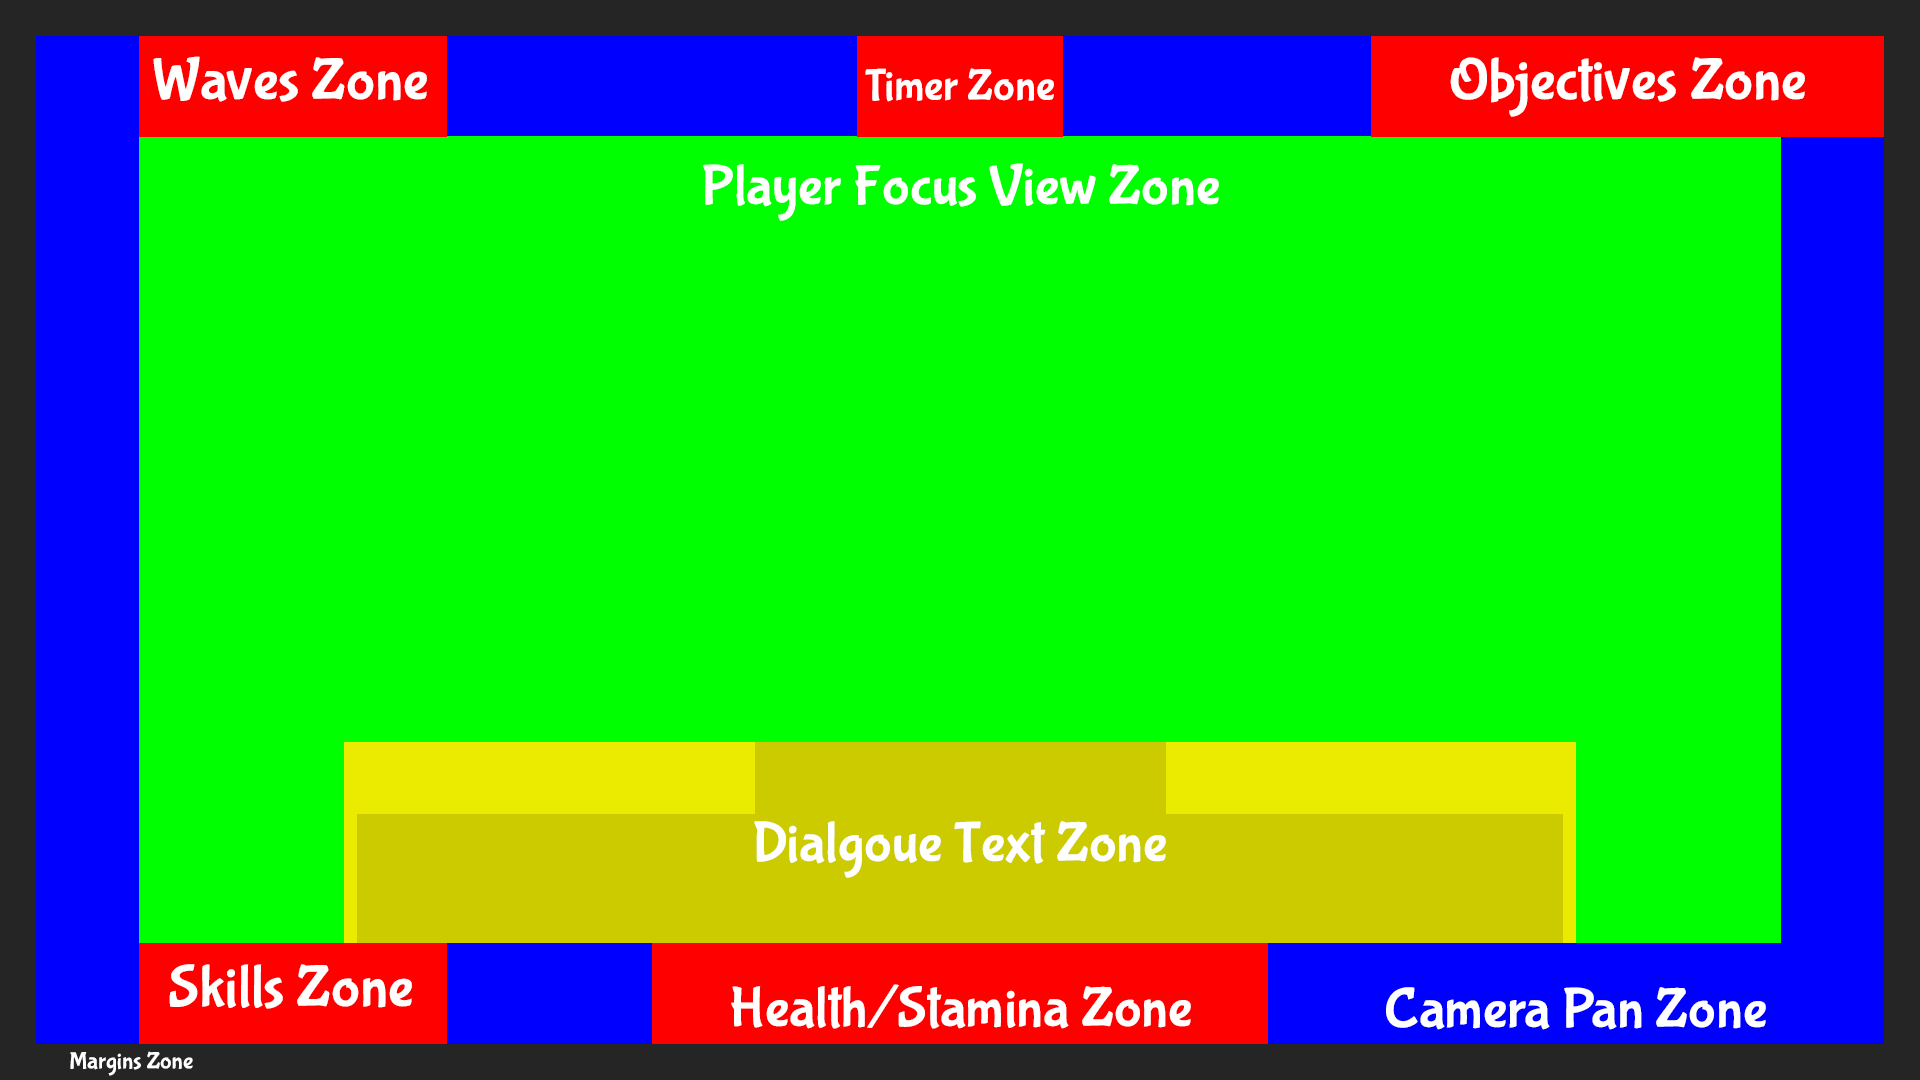 Waves Zone
Timer Zone
Objectives Zone
Player Focus View Zone
Dialgoue Text Zone
Skills Zone
Health/Stamina Zone
Camera Pan Zone
Margins Zone